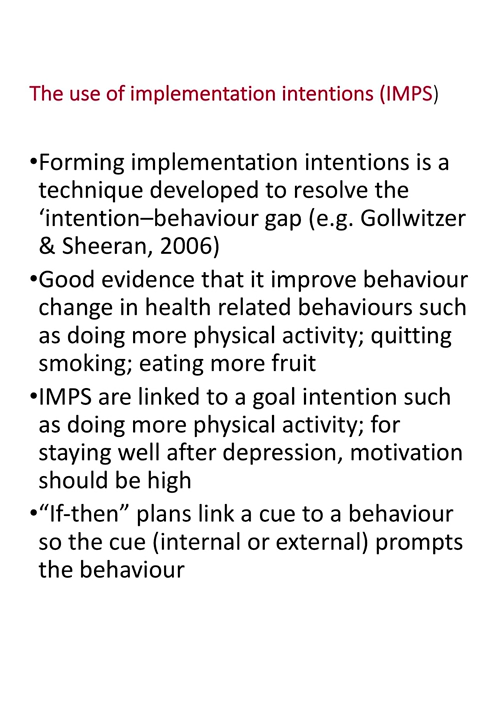 The use of implementation intentions (IMPS)
•Forming implementation intentions is a
technique developed to resolve the
‘intention–behaviour gap (e.g. Gollwitzer
& Sheeran, 2006)
•Good evidence that it improve behaviour
change in health related behaviours such
as doing more physical activity; quitting
smoking; eating more fruit
•IMPS are linked to a goal intention such
as doing more physical activity; for
staying well after depression, motivation
should be high
•“If-then” plans link a cue to a behaviour
so the cue (internal or external) prompts
the behaviour